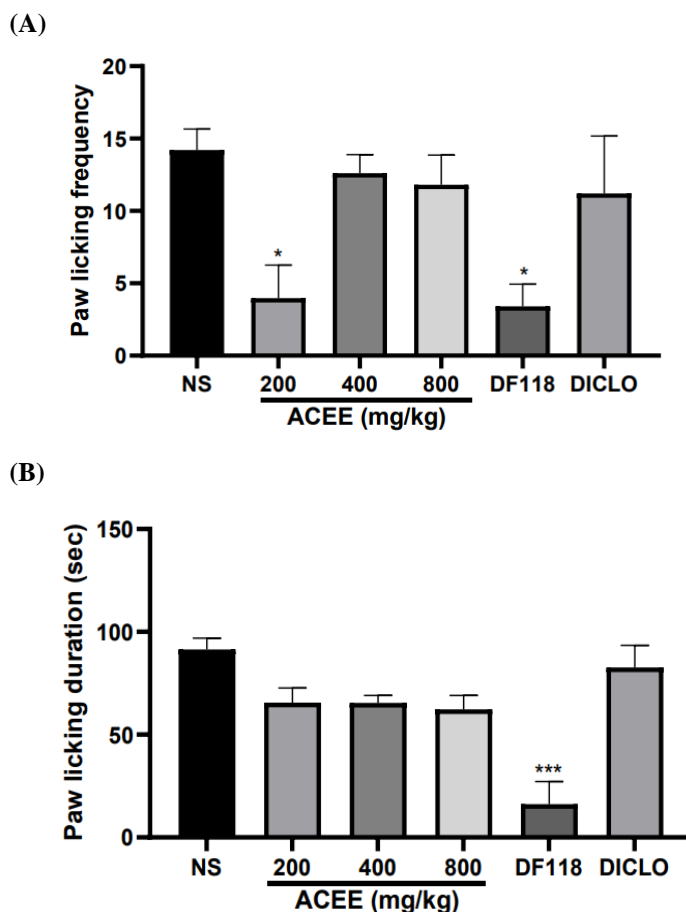 (A)
Paw licking frequency
20
15
10
5
0
*
*
NS
200
400
800
DF118
DICLO
ACEE (mg/kg)
(B)
Paw licking duration (sec)
150
100
50
0
***
NS
200
400
800
DF118
DICLO
ACEE (mg/kg)